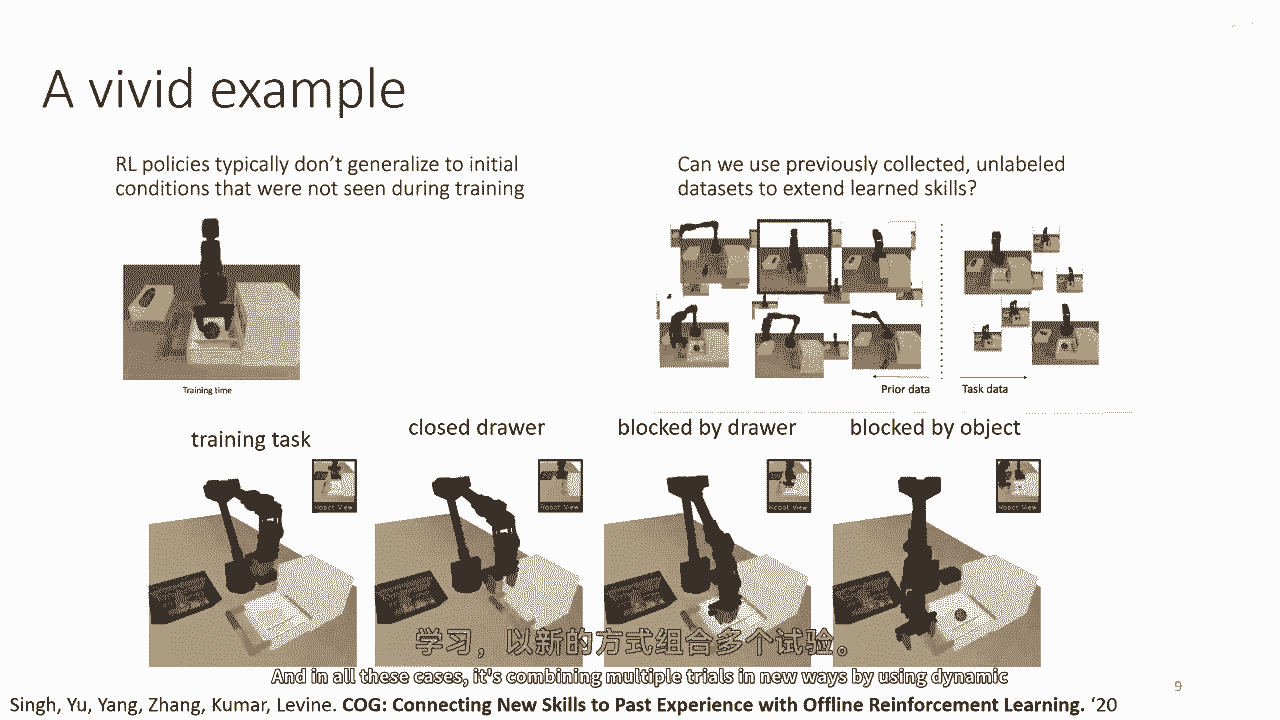 A vivid example
RL policies typically don't generalize to initial
conditions that were not seen during training
Training time
Can we use previously collected, unlabeled
datasets to extend learned skills?
Prior data
Task data
training task
closed drawer
blocked by drawer
blocked by object
Robot View
Robot View
Robot View
Robot View
学习，以新的方式组合多个试验。
And in all these cases, it's combining multiple trials in new ways by using dynamic
9
Singh, Yu, Yang, Zhang, Kumar, Levine. COG: Connecting New Skills to Past Experience with Offline Reinforcement Learning. '20